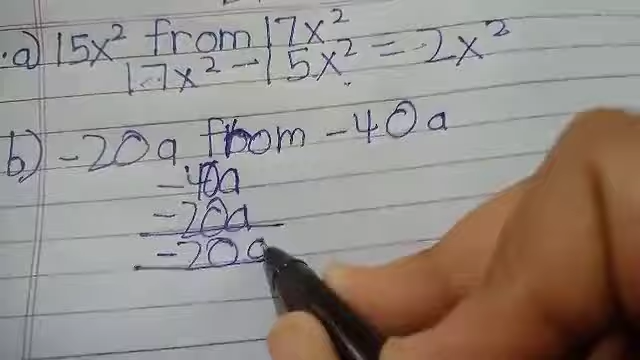 a) 15x² from 17x²
17x² - 15x² = 2x²
b) -20a from -40a
-40a
-20a
-20a